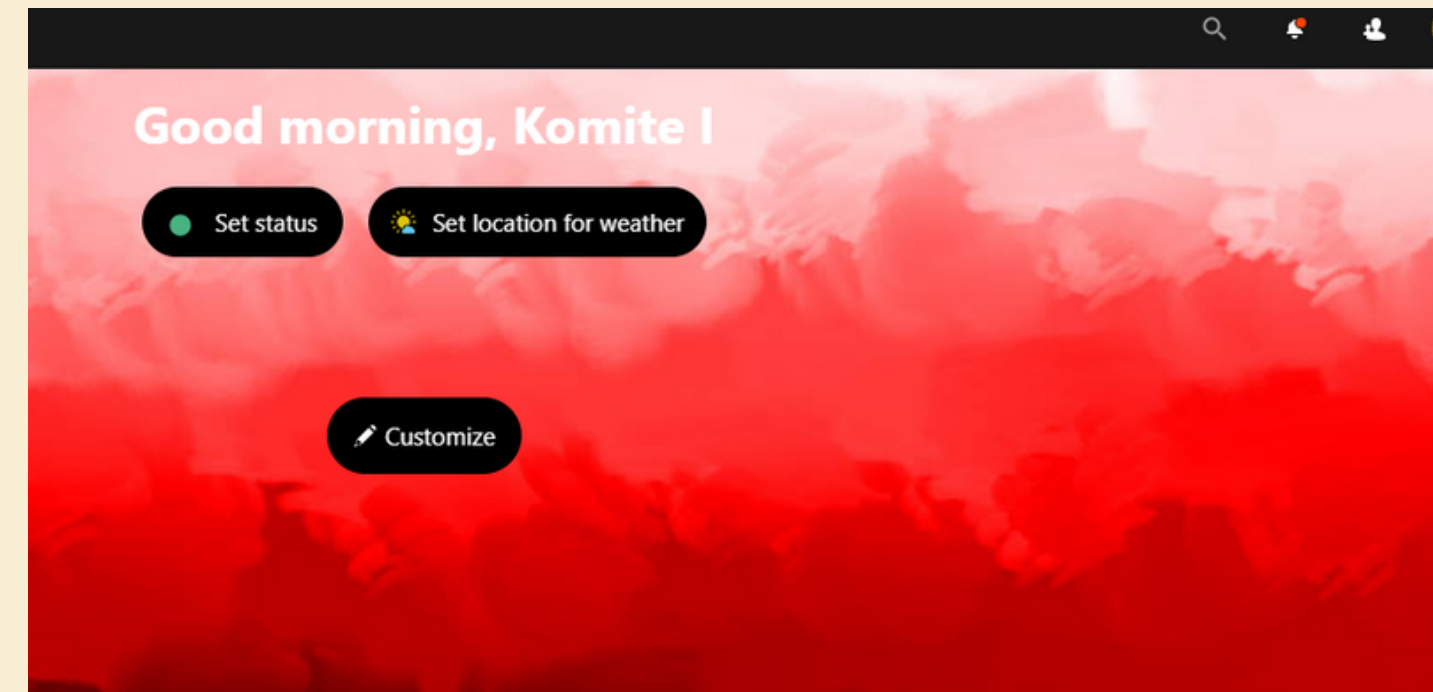 Good morning, Komite I
Set status
Set location for weather
Customize